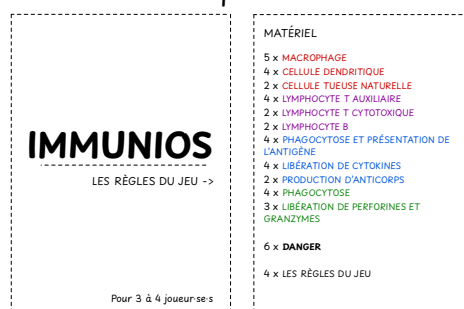 IMMUNIOS
LES RÈGLES DU JEU ->
Pour 3 à 4 joueur·se·s
MATÉRIEL
5 x MACROPHAGE
4 x CELLULE DENDRITIQUE
2 x CELLULE TUEUSE NATURELLE
4 x LYMPHOCYTE T AUXILIAIRE
2 x LYMPHOCYTE T CYTOTOXIQUE
2 x LYMPHOCYTE B
4 x PHAGOCYTOSE ET PRÉSENTATION DE
L'ANTIGÈNE
4 x LIBÉRATION DE CYTOKINES
2 x PRODUCTION D'ANTICORPS
4 x PHAGOCYTOSE
3 x LIBÉRATION DE PERFORINES ET
GRANZYMES
6 x DANGER
4 x LES RÈGLES DU JEU